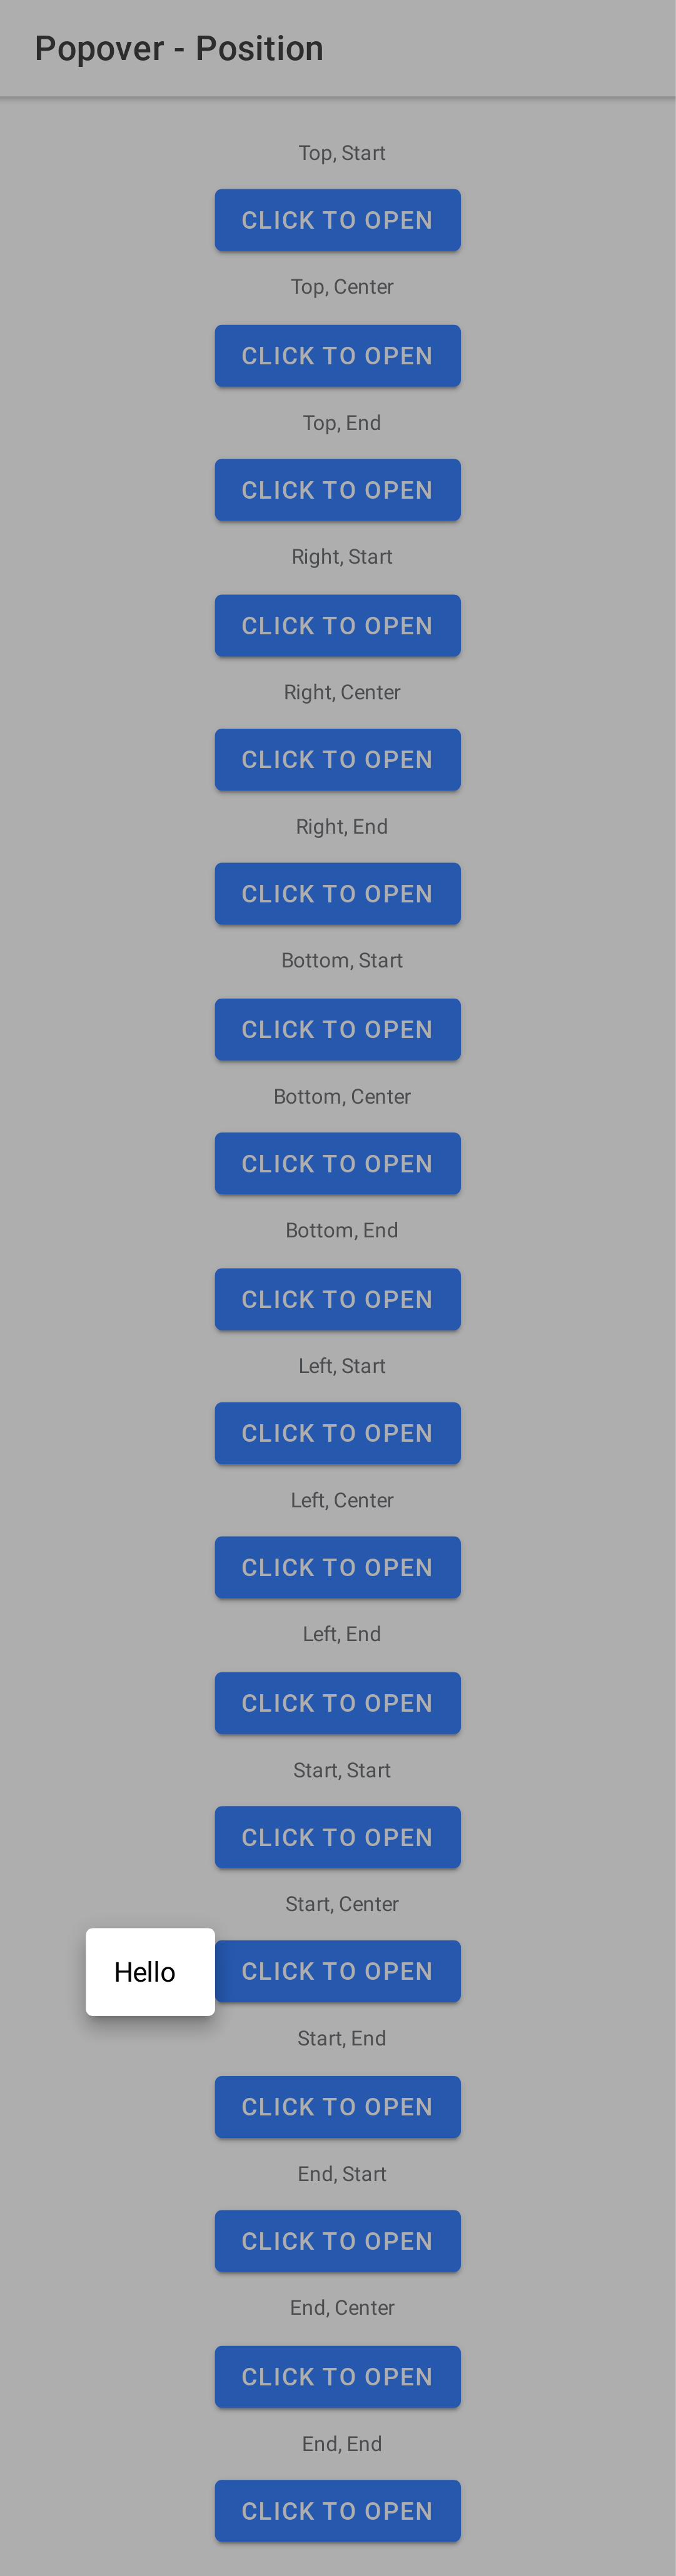 Popover - Position
Top, Start
CLICK TO OPEN
Top, Center
CLICK TO OPEN
Top, End
CLICK TO OPEN
Right, Start
CLICK TO OPEN
Right, Center
CLICK TO OPEN
Right, End
CLICK TO OPEN
Bottom, Start
CLICK TO OPEN
Bottom, Center
CLICK TO OPEN
Bottom, End
CLICK TO OPEN
Left, Start
CLICK TO OPEN
Left, Center
CLICK TO OPEN
Left, End
CLICK TO OPEN
Start, Start
CLICK TO OPEN
Start, Center
Hello
CLICK TO OPEN
Start, End
CLICK TO OPEN
End, Start
CLICK TO OPEN
End, Center
CLICK TO OPEN
End, End
CLICK TO OPEN